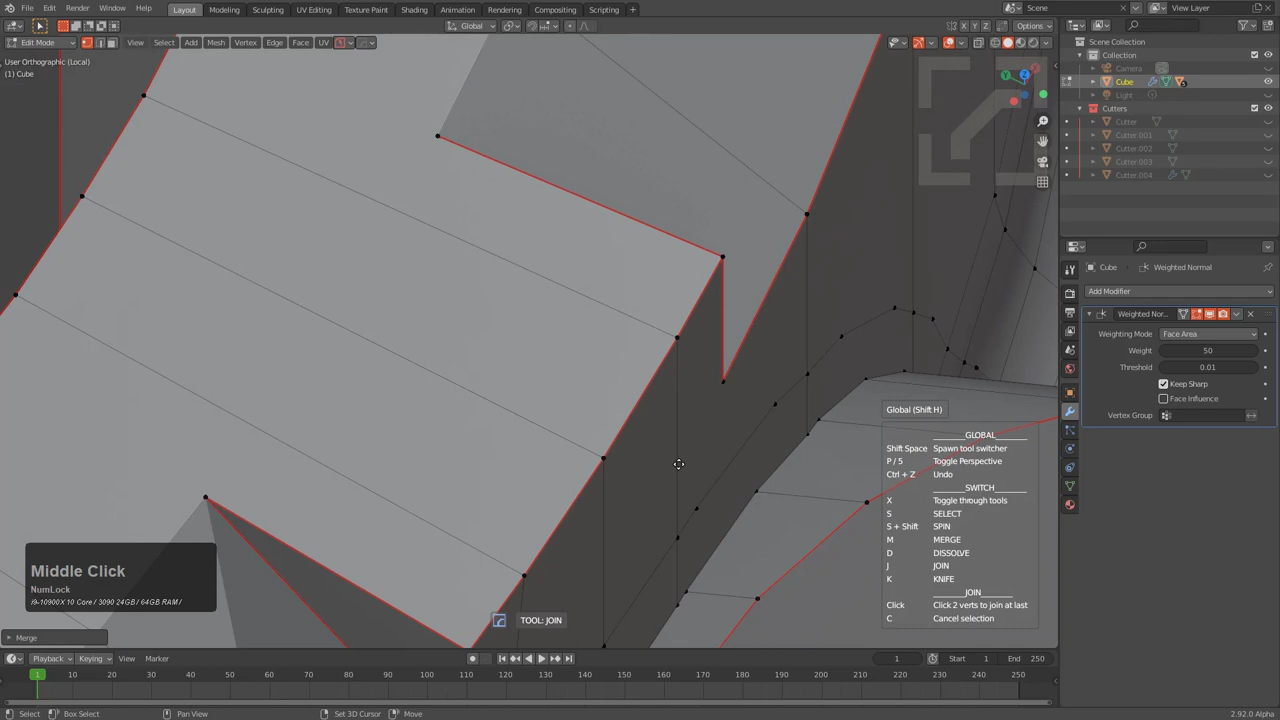 File Edit Render Window Help Layout Modeling Sculpting UV Editing Texture Paint Shading Animation Rendering Compositing Scripting + Scene View Layer
Global Options
Edit Mode View Select Add Mesh Vertex Edge Face UV
User Orthographic (Local)
(1) Cube
Scene Collection
Collection
Camera
Cube
Light
Cutters
Cutter
Cutter.001
Cutter.002
Cutter.003
Cutter.004
Cube Weighted Normal
Add Modifier
Weighted Nor...
Weighting Mode Face Area
Weight 50
Threshold 0.01
Keep Sharp
Face Influence
Vertex Group
Global (Shift H)
GLOBAL
Shift Space Spawn tool switcher
P / 5 Toggle Perspective
Ctrl + Z Undo
SWITCH
X Toggle through tools
S SELECT
S + Shift SPIN
M MERGE
D DISSOLVE
J JOIN
K KNIFE
JOIN
Click Click 2 verts to join at last
C Cancel selection
Middle Click
NumLock
i9-10900X 10 Core / 3090 24GB / 64GB RAM /
TOOL: JOIN
Merge
Playback Keying View Marker 1 Start 1 End 250
1 10 20 30 40 50 60 70 80 90 100 110 120 130 140 150 160 170 180 190 200 210 220 230 240 250
Select Box Select Pan View Set 3D Cursor Move 2.92.0 Alpha